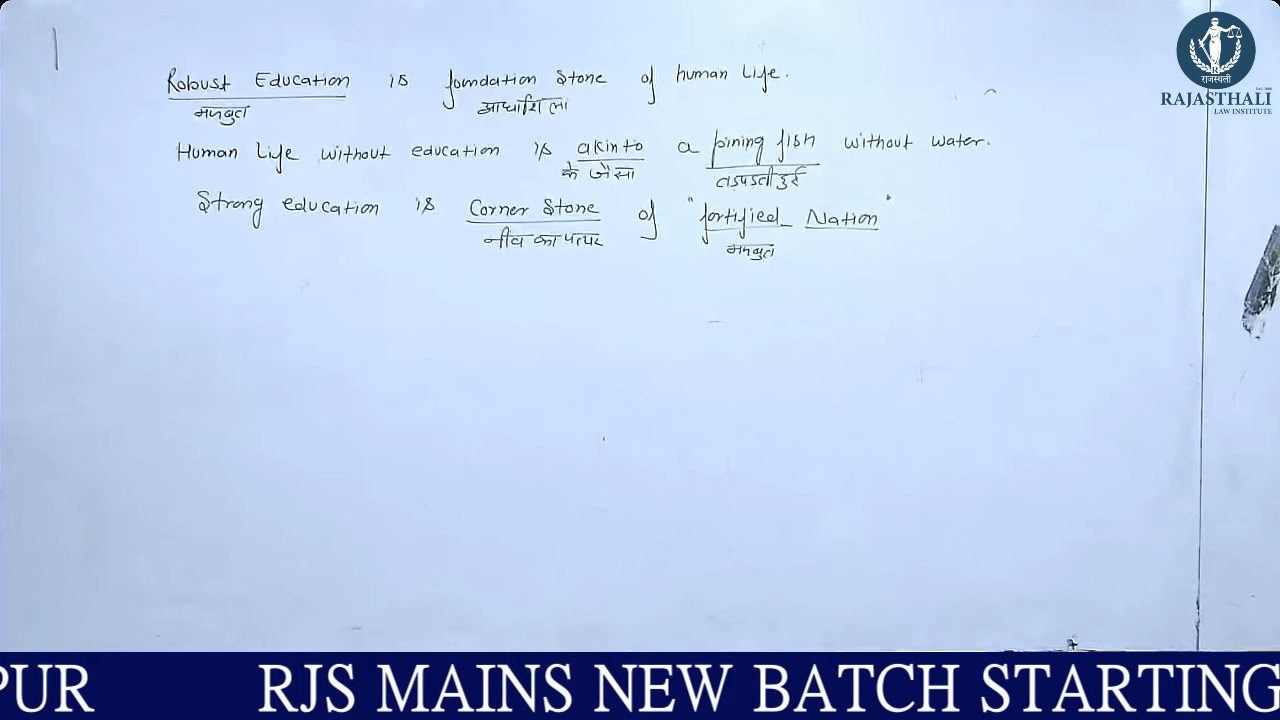 राजस्थली
RAJASTHALI
LAW INSTITUTE
Robust Education is foundation Stone of human Life.
मजबूत आधारशिला
Human Life without education is akin to a pining fish without water.
के जैसा तड़पड़ती हुई
Strong education is Corner Stone of "fortified Nation"
नींव का पत्थर मजबूत
PUR RJS MAINS NEW BATCH STARTING